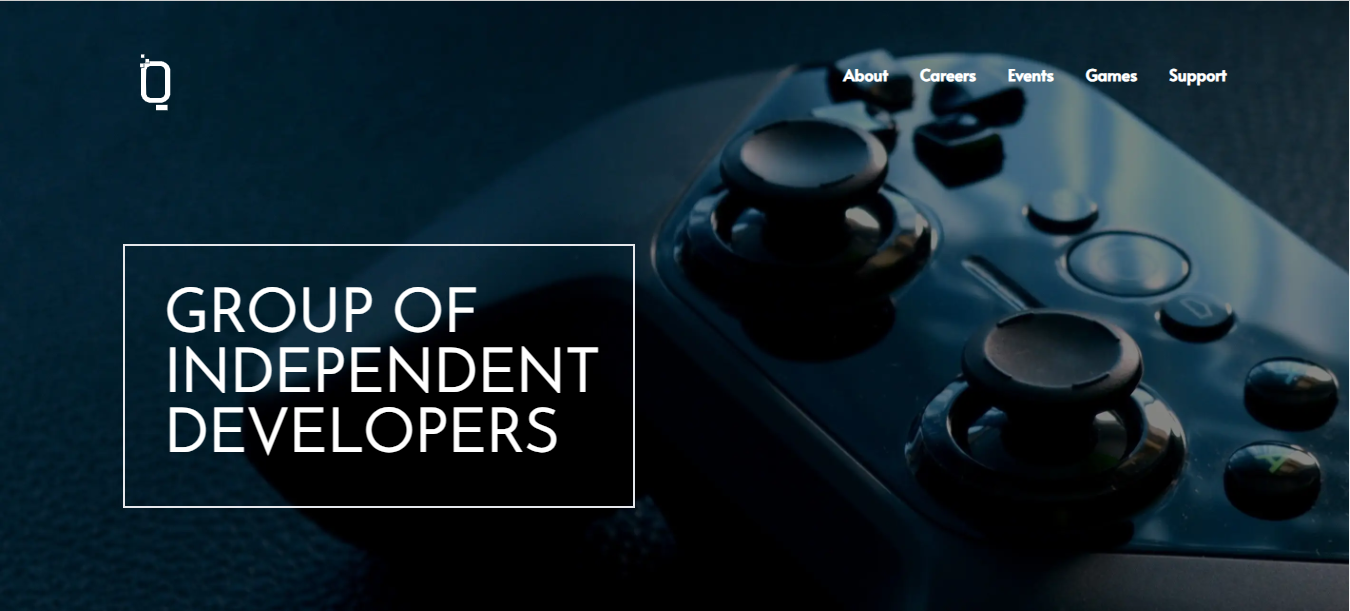 Q
About Careers Events Games Support
GROUP OF
INDEPENDENT
DEVELOPERS
A